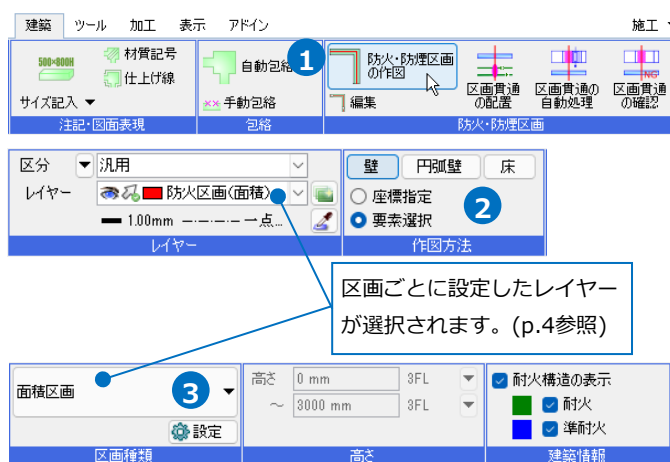 建築 ツール 加工 表示 アドイン 施工
500×800H
材質記号
仕上げ線
サイズ記入
注記・図面表現
自動包絡
手動包絡
包絡
1
防火・防煙区画
の作図
編集
区画貫通
の配置
区画貫通の
自動処理
NG
区画貫通
の確認
防火・防煙区画
区分 汎用
レイヤー 防火区画(面積)
1.00mm 一点...
レイヤー
壁 円弧壁 床
座標指定
要素選択
2
作図方法
区画ごとに設定したレイヤー
が選択されます。(p.4参照)
面積区画
3
設定
区画種類
高さ 0 mm 3FL
~ 3000 mm 3FL
高さ
耐火構造の表示
耐火
準耐火
建築情報